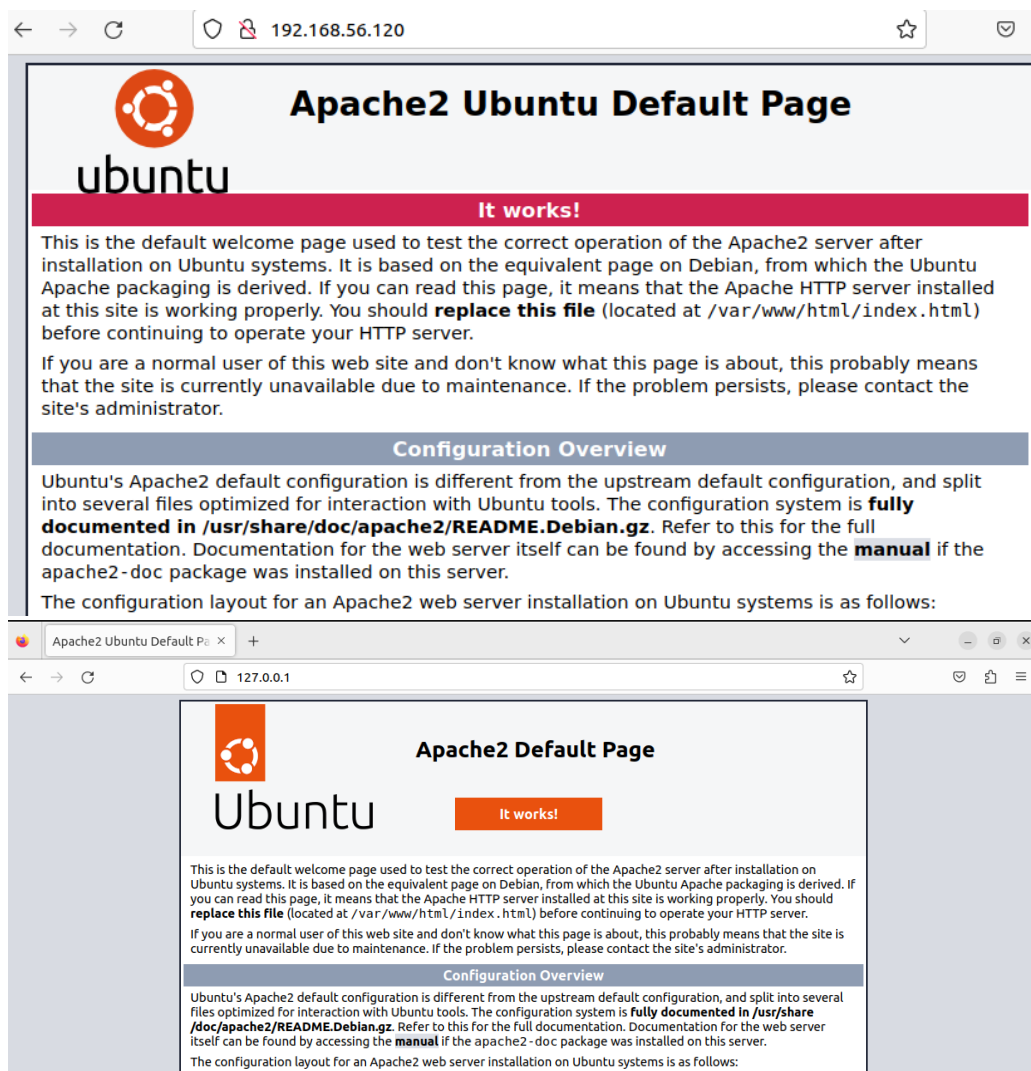 192.168.56.120
Apache2 Ubuntu Default Page
ubuntu
It works!
This is the default welcome page used to test the correct operation of the Apache2 server after
installation on Ubuntu systems. It is based on the equivalent page on Debian, from which the Ubuntu
Apache packaging is derived. If you can read this page, it means that the Apache HTTP server installed
at this site is working properly. You should replace this file (located at /var/www/html/index.html)
before continuing to operate your HTTP server.
If you are a normal user of this web site and don't know what this page is about, this probably means
that the site is currently unavailable due to maintenance. If the problem persists, please contact the
site's administrator.
Configuration Overview
Ubuntu's Apache2 default configuration is different from the upstream default configuration, and split
into several files optimized for interaction with Ubuntu tools. The configuration system is fully
documented in /usr/share/doc/apache2/README.Debian.gz. Refer to this for the full
documentation. Documentation for the web server itself can be found by accessing the manual if the
apache2-doc package was installed on this server.
The configuration layout for an Apache2 web server installation on Ubuntu systems is as follows:
Apache2 Ubuntu Default Pa
127.0.0.1
Apache2 Default Page
Ubuntu
It works!
This is the default welcome page used to test the correct operation of the Apache2 server after installation on
Ubuntu systems. It is based on the equivalent page on Debian, from which the Ubuntu Apache packaging is derived. If
you can read this page, it means that the Apache HTTP server installed at this site is working properly. You should
replace this file (located at /var/www/html/index.html) before continuing to operate your HTTP server.
If you are a normal user of this web site and don't know what this page is about, this probably means that the site is
currently unavailable due to maintenance. If the problem persists, please contact the site's administrator.
Configuration Overview
Ubuntu's Apache2 default configuration is different from the upstream default configuration, and split into several
files optimized for interaction with Ubuntu tools. The configuration system is fully documented in /usr/share
/doc/apache2/README.Debian.gz. Refer to this for the full documentation. Documentation for the web server
itself can be found by accessing the manual if the apache2-doc package was installed on this server.
The configuration layout for an Apache2 web server installation on Ubuntu systems is as follows: